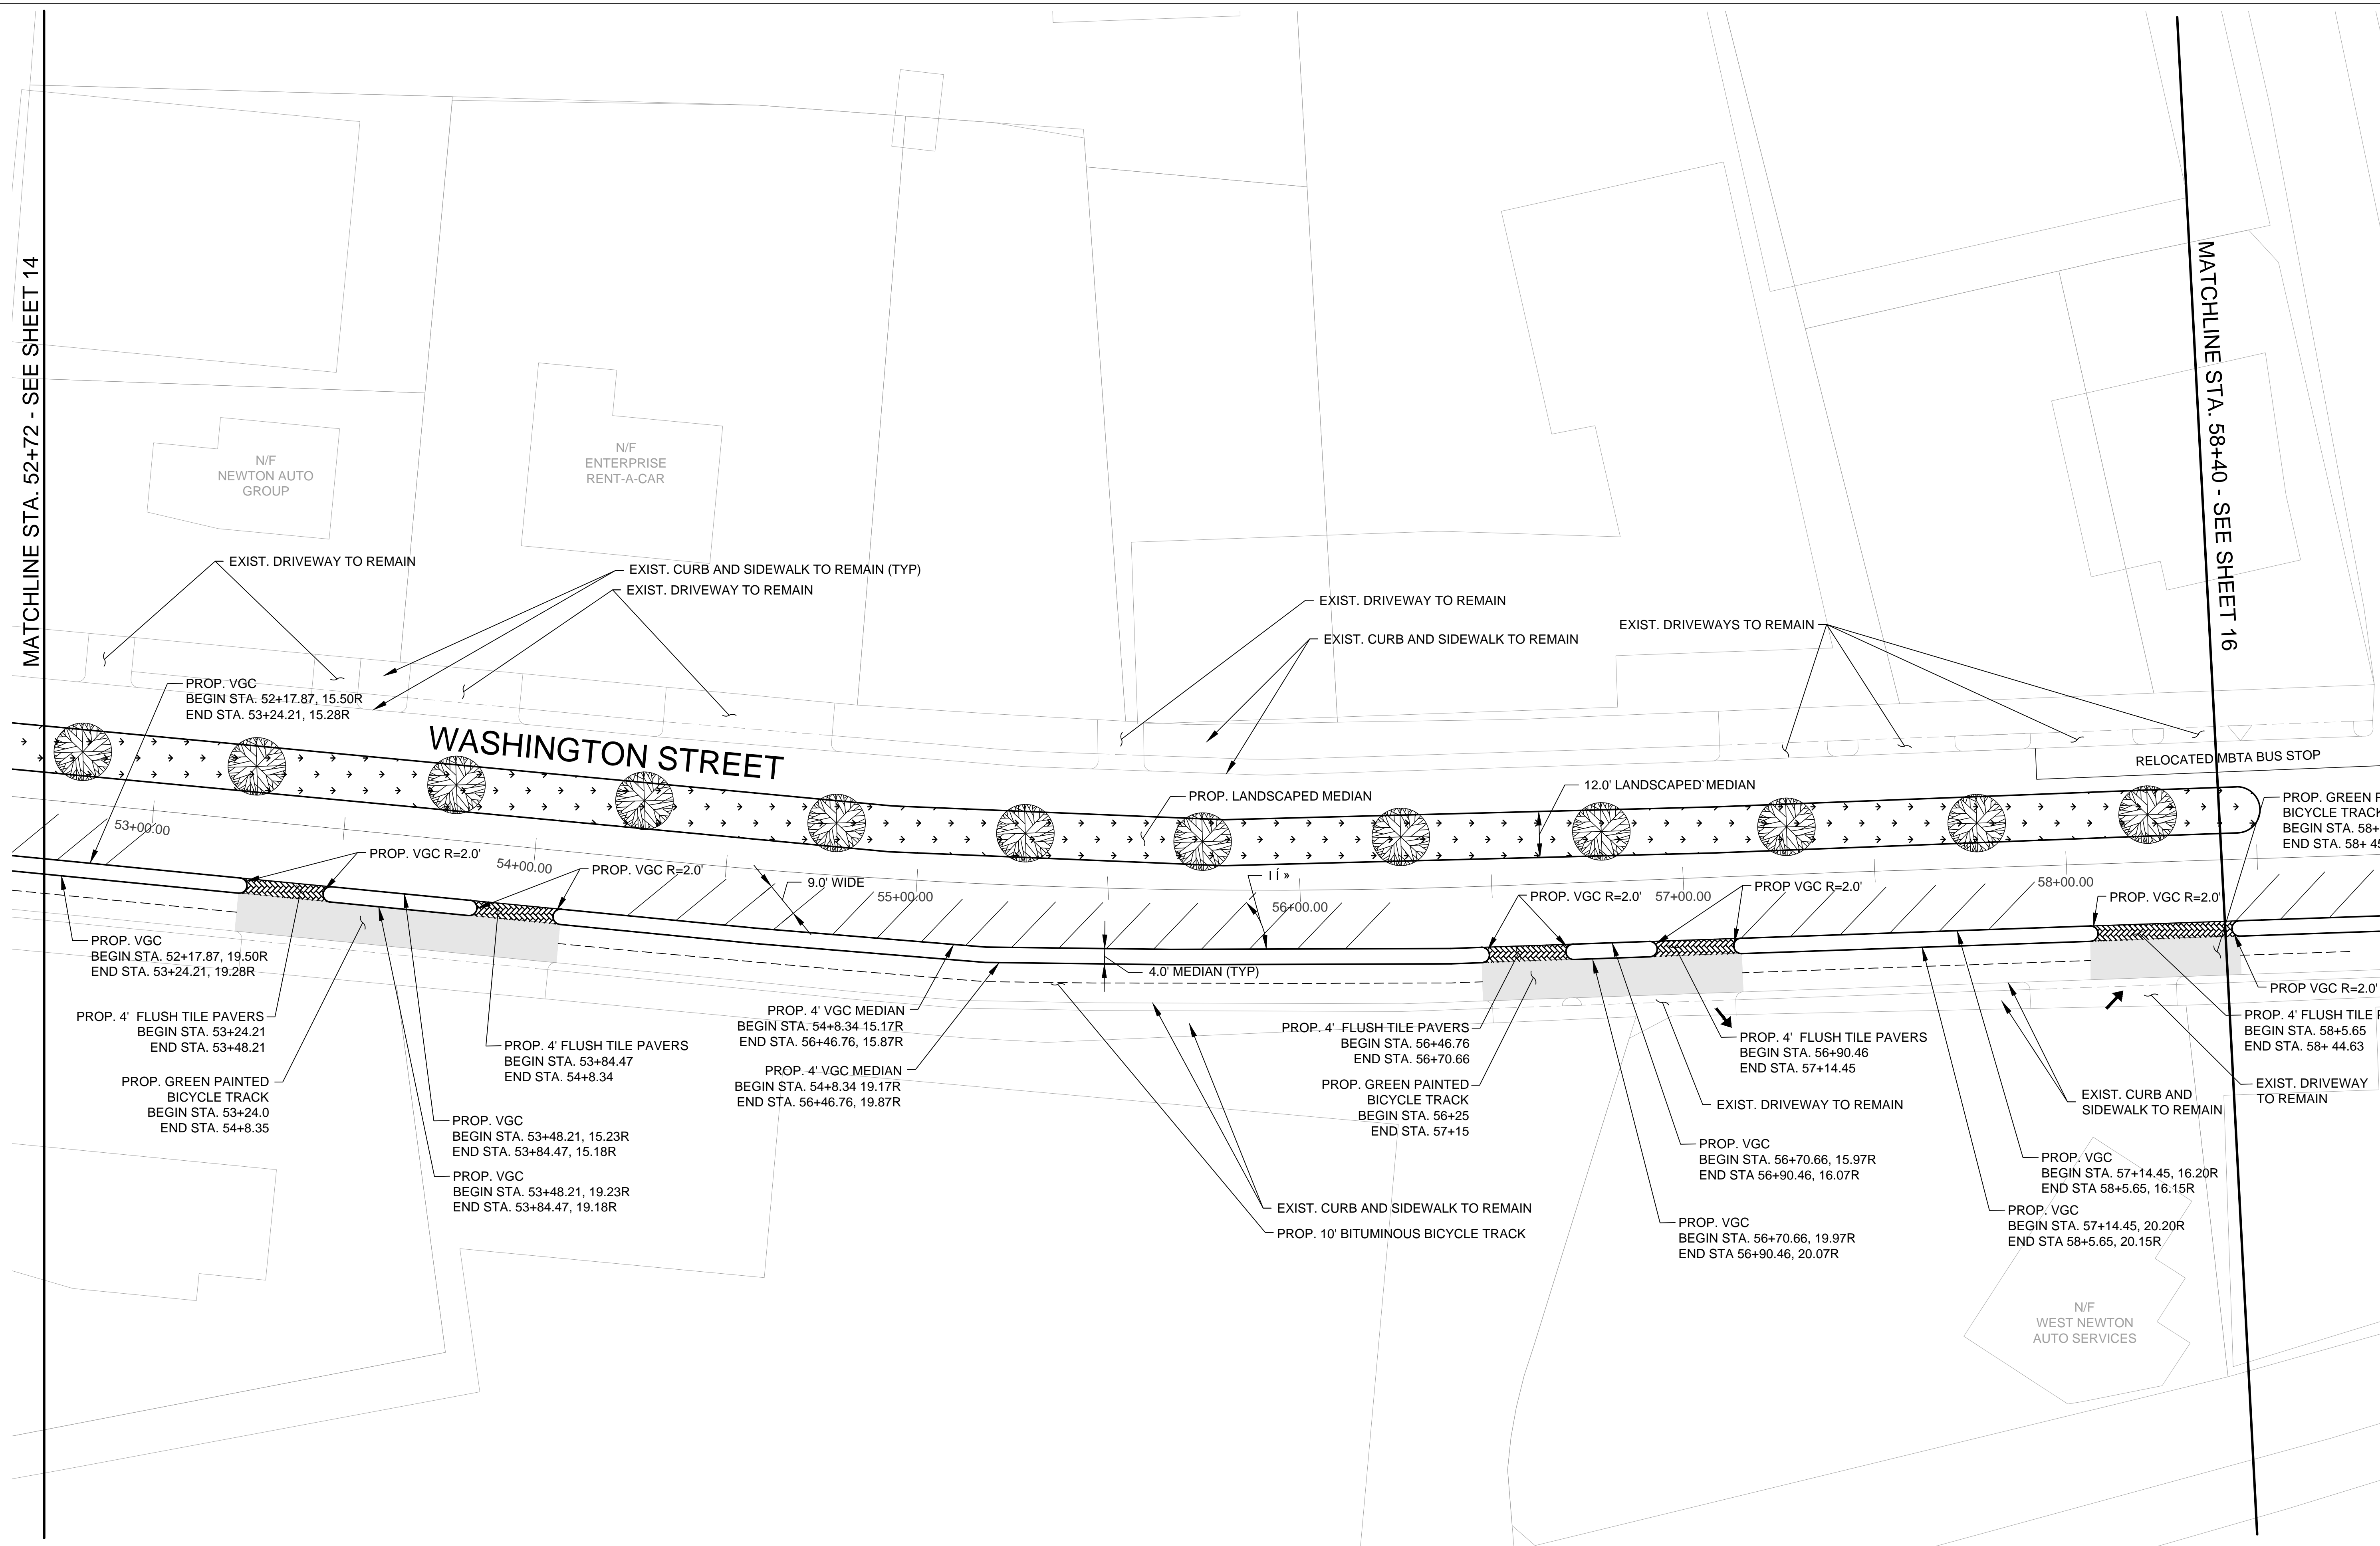 MATCHLINE STA. 52+72 - SEE SHEET 14
MATCHLINE STA. 58+40 - SEE SHEET 16
N/F
NEWTON AUTO
GROUP
N/F
ENTERPRISE
RENT-A-CAR
EXIST. DRIVEWAY TO REMAIN
EXIST. CURB AND SIDEWALK TO REMAIN (TYP)
EXIST. DRIVEWAY TO REMAIN
EXIST. DRIVEWAY TO REMAIN
EXIST. CURB AND SIDEWALK TO REMAIN
EXIST. DRIVEWAYS TO REMAIN
PROP. VGC
BEGIN STA. 52+17.87, 15.50R
END STA. 53+24.21, 15.28R
WASHINGTON STREET
RELOCATED MBTA BUS STOP
PROP. LANDSCAPED MEDIAN
12.0' LANDSCAPED`MEDIAN
PROP. GREEN
BICYCLE TRACK
BEGIN STA. 58+
END STA. 58+ 45
53+00.00
54+00.00
55+00.00
56+00.00
57+00.00
58+00.00
PROP. VGC R=2.0'
PROP. VGC R=2.0'
9.0' WIDE
PROP. VGC R=2.0'
PROP VGC R=2.0'
PROP. VGC R=2.0'
PROP. VGC
BEGIN STA. 52+17.87, 19.50R
END STA. 53+24.21, 19.28R
4.0' MEDIAN (TYP)
PROP VGC R=2.0'
PROP. 4' FLUSH TILE PAVERS
BEGIN STA. 53+24.21
END STA. 53+48.21
PROP. 4' FLUSH TILE PAVERS
BEGIN STA. 53+84.47
END STA. 54+8.34
PROP. 4' VGC MEDIAN
BEGIN STA. 54+8.34 15.17R
END STA. 56+46.76, 15.87R
PROP. 4' VGC MEDIAN
BEGIN STA. 54+8.34 19.17R
END STA. 56+46.76, 19.87R
PROP. 4' FLUSH TILE PAVERS
BEGIN STA. 56+46.76
END STA. 56+70.66
PROP. 4' FLUSH TILE PAVERS
BEGIN STA. 56+90.46
END STA. 57+14.45
PROP. 4' FLUSH TILE
BEGIN STA. 58+5.65
END STA. 58+ 44.63
PROP. GREEN PAINTED
BICYCLE TRACK
BEGIN STA. 53+24.0
END STA. 54+8.35
PROP. GREEN PAINTED
BICYCLE TRACK
BEGIN STA. 56+25
END STA. 57+15
EXIST. DRIVEWAY TO REMAIN
EXIST. CURB AND
SIDEWALK TO REMAIN
EXIST. DRIVEWAY
TO REMAIN
PROP. VGC
BEGIN STA. 53+48.21, 15.23R
END STA. 53+84.47, 15.18R
PROP. VGC
BEGIN STA. 53+48.21, 19.23R
END STA. 53+84.47, 19.18R
PROP. VGC
BEGIN STA. 56+70.66, 15.97R
END STA 56+90.46, 16.07R
PROP. VGC
BEGIN STA. 57+14.45, 16.20R
END STA 58+5.65, 16.15R
EXIST. CURB AND SIDEWALK TO REMAIN
PROP. 10' BITUMINOUS BICYCLE TRACK
PROP. VGC
BEGIN STA. 56+70.66, 19.97R
END STA 56+90.46, 20.07R
PROP. VGC
BEGIN STA. 57+14.45, 20.20R
END STA 58+5.65, 20.15R
N/F
WEST NEWTON
AUTO SERVICES